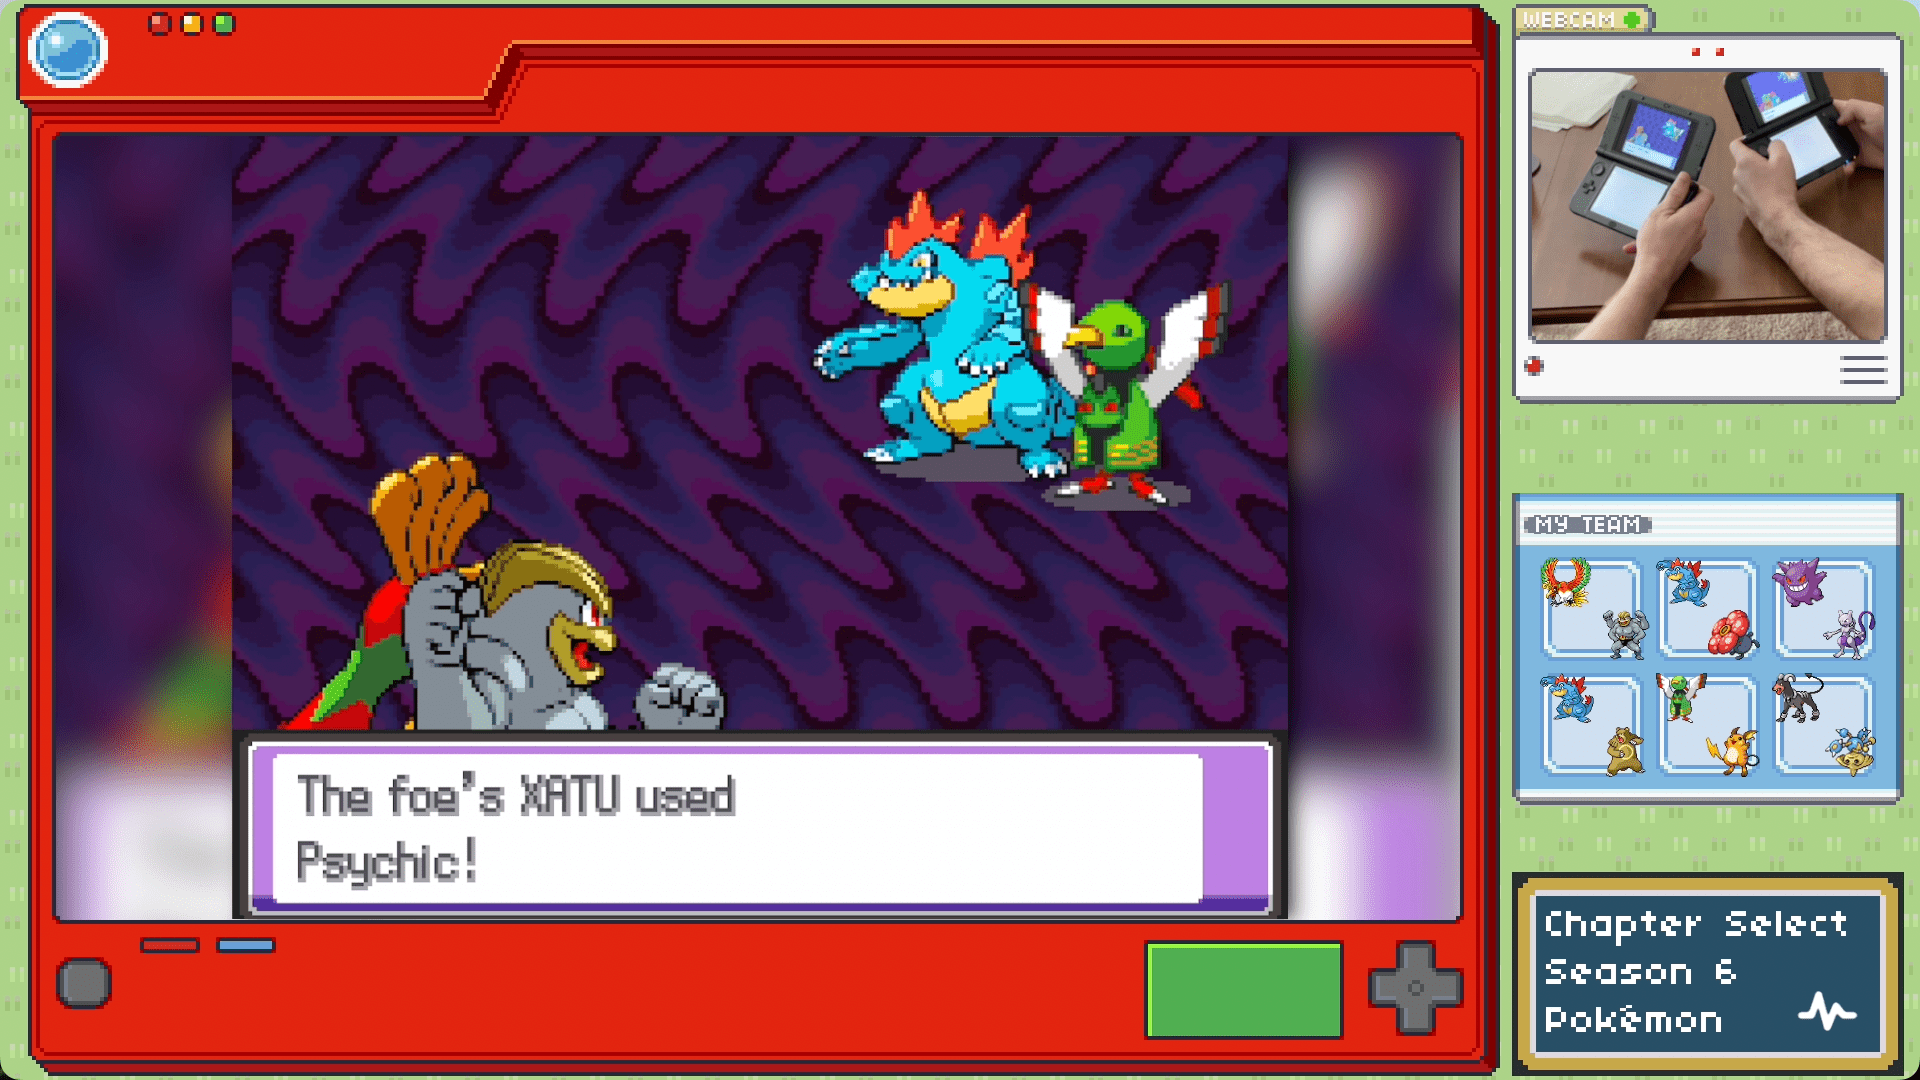 WEBCAM
MY TEAM
The foe's XATU used
Psychic!
Chapter Select
Season 6
Pokémon